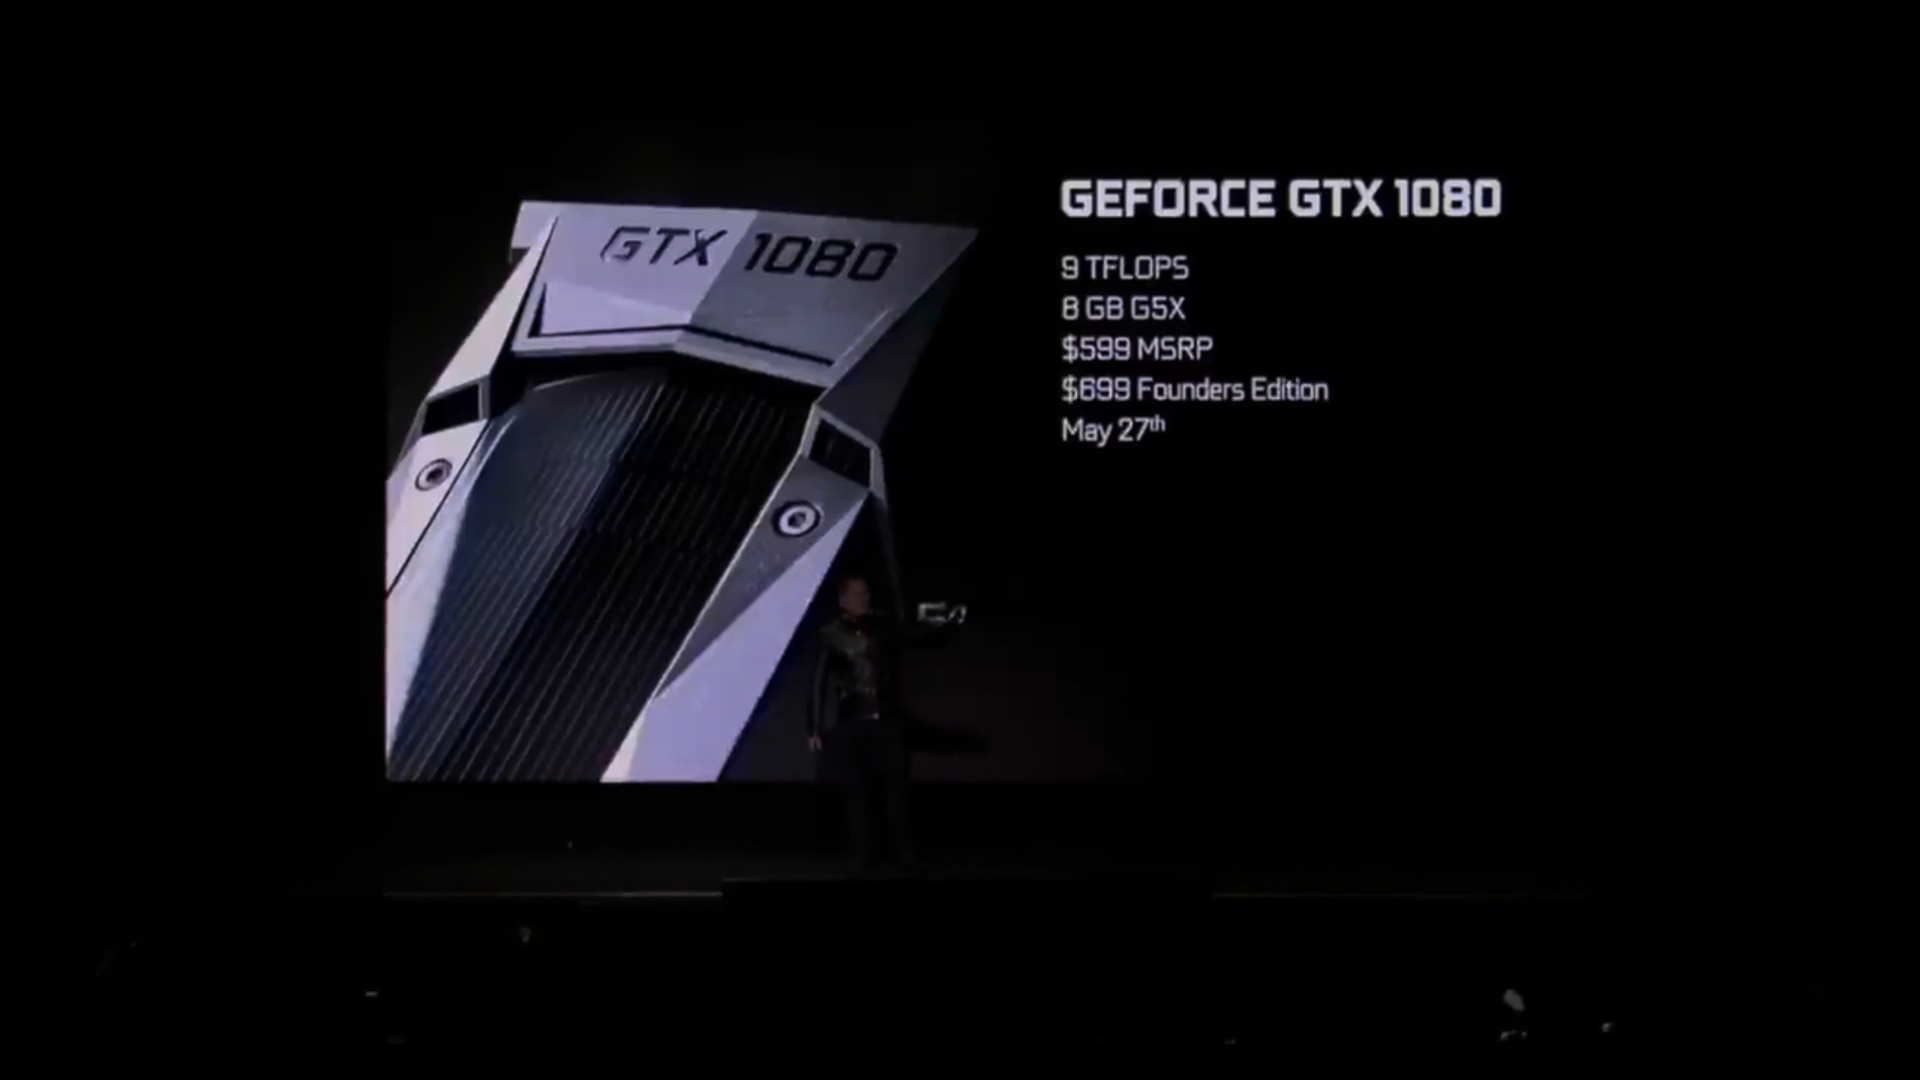 GTX 1080
GEFORCE GTX 1080
9 TFLOPS
8 GB G5X
$599 MSRP
$699 Founders Edition
May 27th